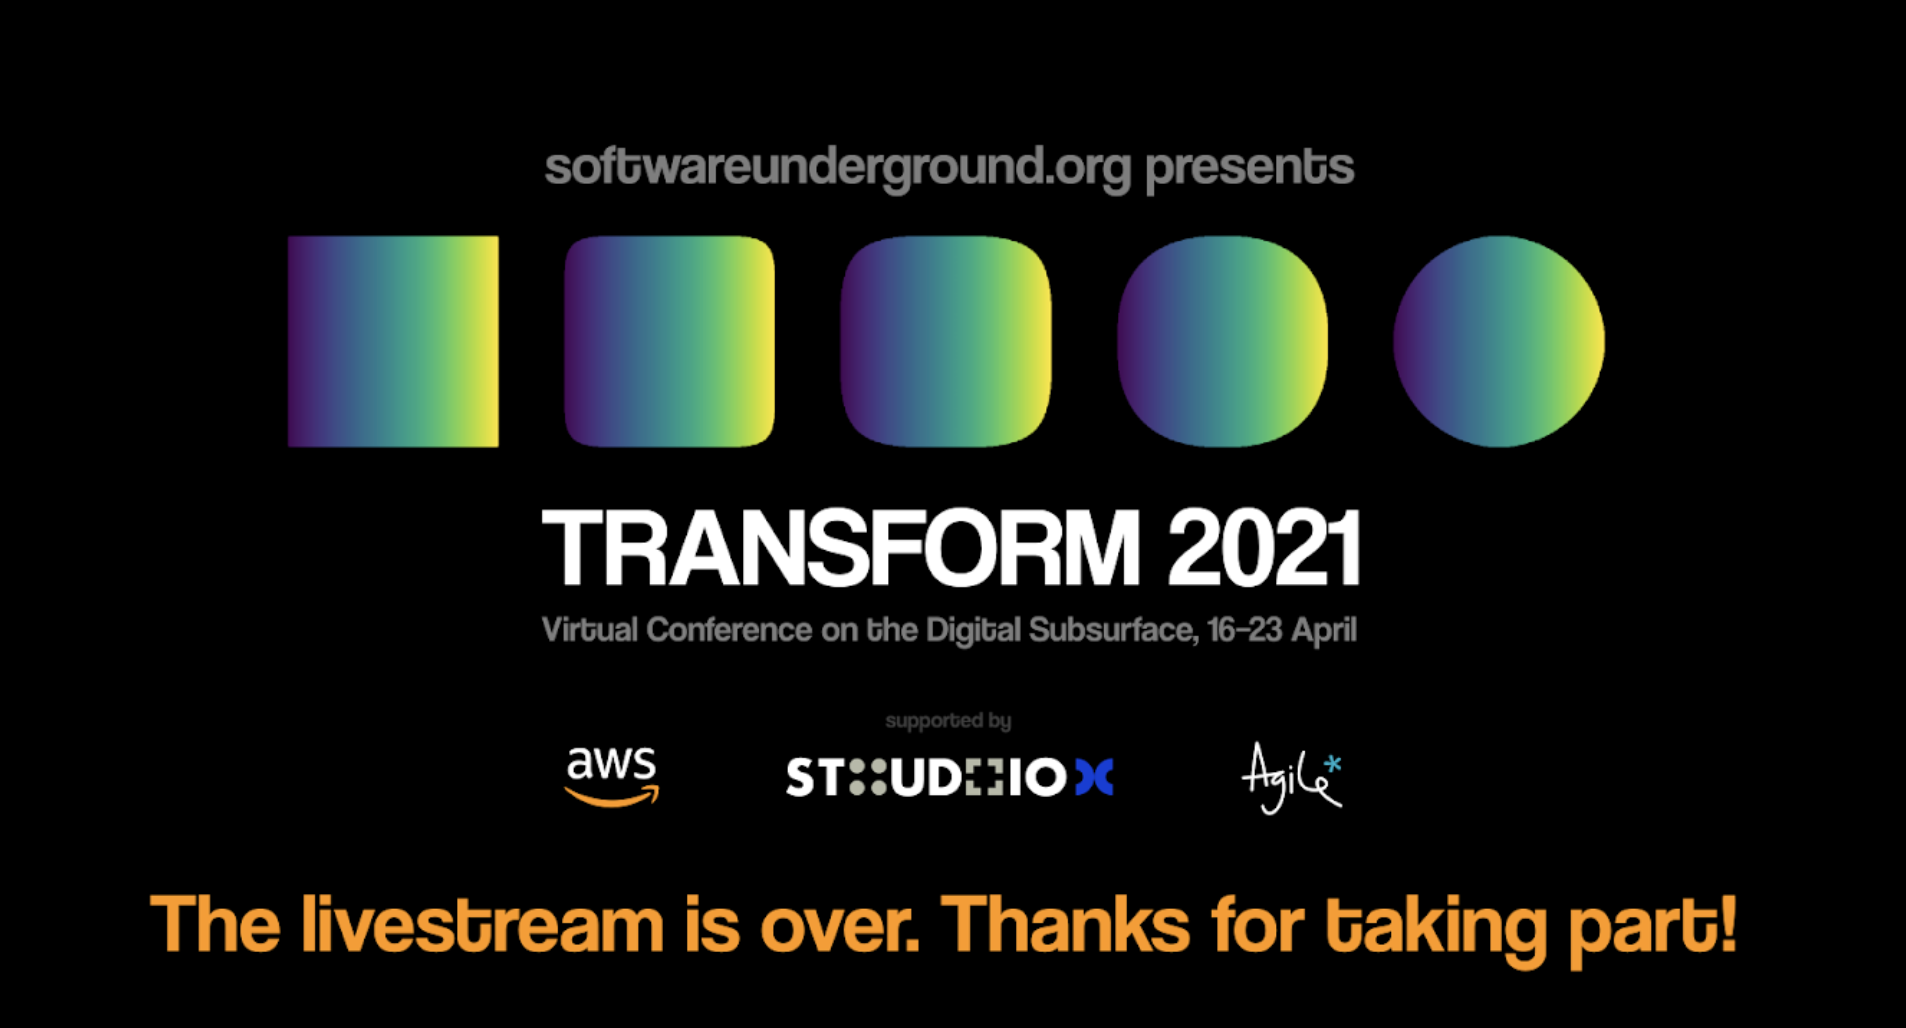 softwareunderground.org presents
TRANSFORM 2021
Virtual Conference on the Digital Subsurface, 16–23 April
supported by
aws
STUDIO X
Agile*
The livestream is over. Thanks for taking part!